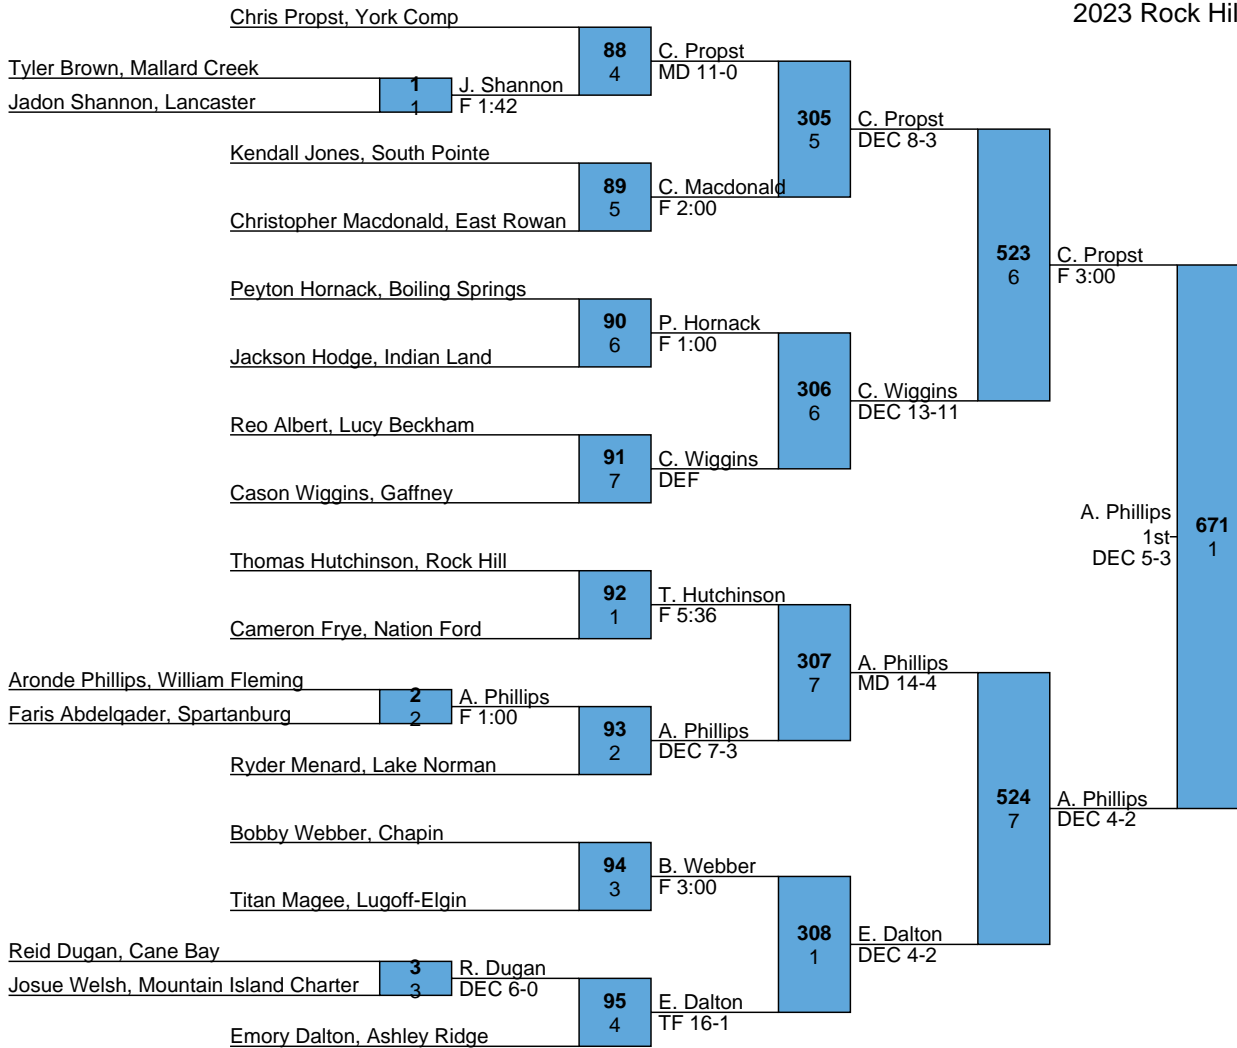 2023 Rock Hil
Chris Propst, York Comp
88
4
C. Propst
MD 11-0
Tyler Brown, Mallard Creek
Jadon Shannon, Lancaster
1
1
J. Shannon
F 1:42
305
5
C. Propst
DEC 8-3
Kendall Jones, South Pointe
Christopher Macdonald, East Rowan
89
5
C. Macdonald
F 2:00
523
6
C. Propst
F 3:00
Peyton Hornack, Boiling Springs
Jackson Hodge, Indian Land
90
6
P. Hornack
F 1:00
306
6
C. Wiggins
DEC 13-11
Reo Albert, Lucy Beckham
Cason Wiggins, Gaffney
91
7
C. Wiggins
DEF
A. Phillips
1st
DEC 5-3
671
1
Thomas Hutchinson, Rock Hill
Cameron Frye, Nation Ford
92
1
T. Hutchinson
F 5:36
307
7
A. Phillips
MD 14-4
Aronde Phillips, William Fleming
Faris Abdelqader, Spartanburg
2
2
A. Phillips
F 1:00
Ryder Menard, Lake Norman
93
2
A. Phillips
DEC 7-3
524
7
A. Phillips
DEC 4-2
Bobby Webber, Chapin
Titan Magee, Lugoff-Elgin
94
3
B. Webber
F 3:00
308
1
E. Dalton
DEC 4-2
Reid Dugan, Cane Bay
Josue Welsh, Mountain Island Charter
3
3
R. Dugan
DEC 6-0
Emory Dalton, Ashley Ridge
95
4
E. Dalton
TF 16-1